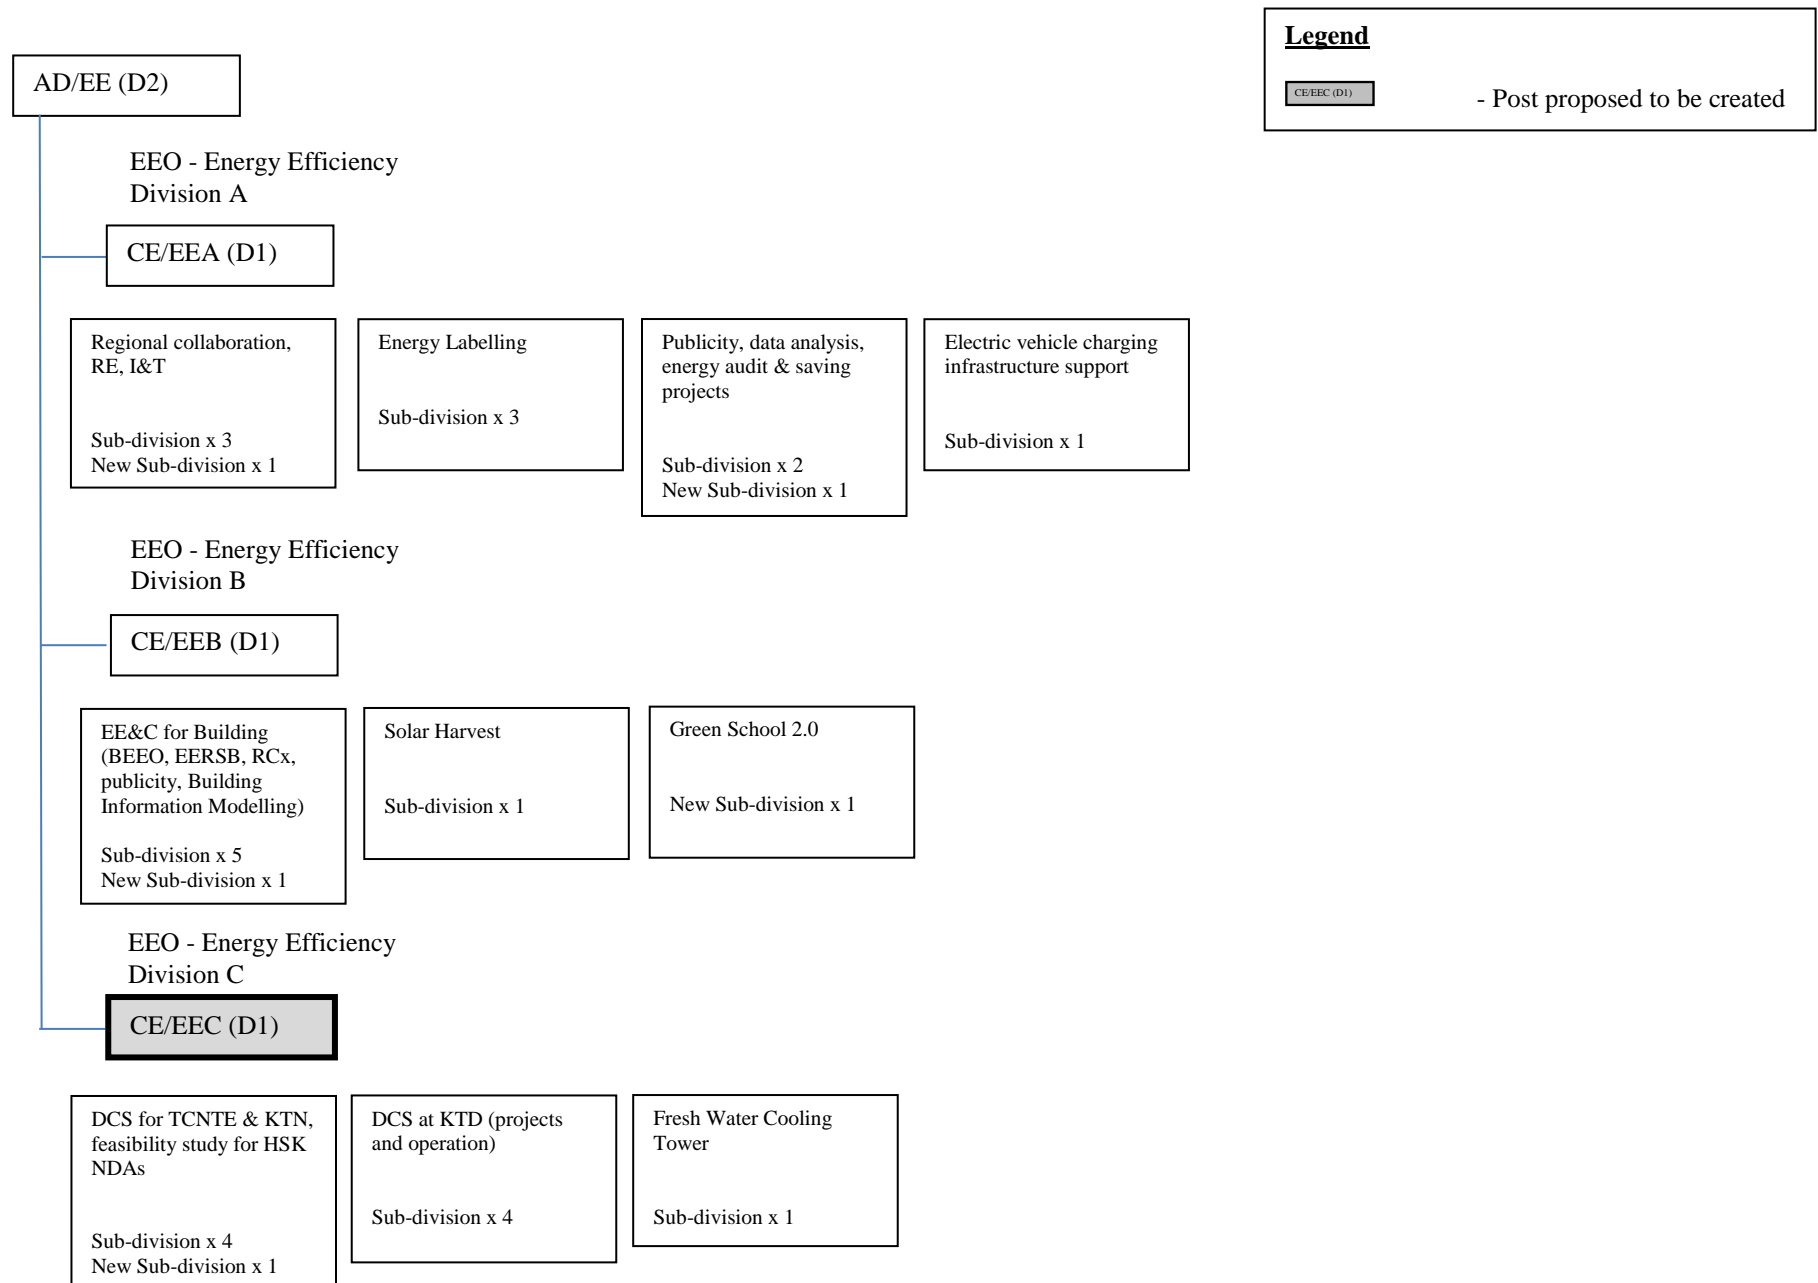 Legend
CE/EEC (D1)
- Post proposed to be created
AD/EE (D2)
EEO - Energy Efficiency
Division A
CE/EEA (D1)
Regional collaboration,
RE, I&T
Sub-division x 3
New Sub-division x 1
Energy Labelling
Sub-division x 3
Publicity, data analysis,
energy audit & saving
projects
Sub-division x 2
New Sub-division x 1
Electric vehicle charging
infrastructure support
Sub-division x 1
EEO - Energy Efficiency
Division B
CE/EEB (D1)
EE&C for Building
(BEEO, EERSB, RCx,
publicity, Building
Information Modelling)
Sub-division x 5
New Sub-division x 1
Solar Harvest
Sub-division x 1
Green School 2.0
New Sub-division x 1
EEO - Energy Efficiency
Division C
CE/EEC (D1)
DCS for TCNTE & KTN,
feasibility study for HSK
NDAs
Sub-division x 4
New Sub-division x 1
DCS at KTD (projects
and operation)
Sub-division x 4
Fresh Water Cooling
Tower
Sub-division x 1